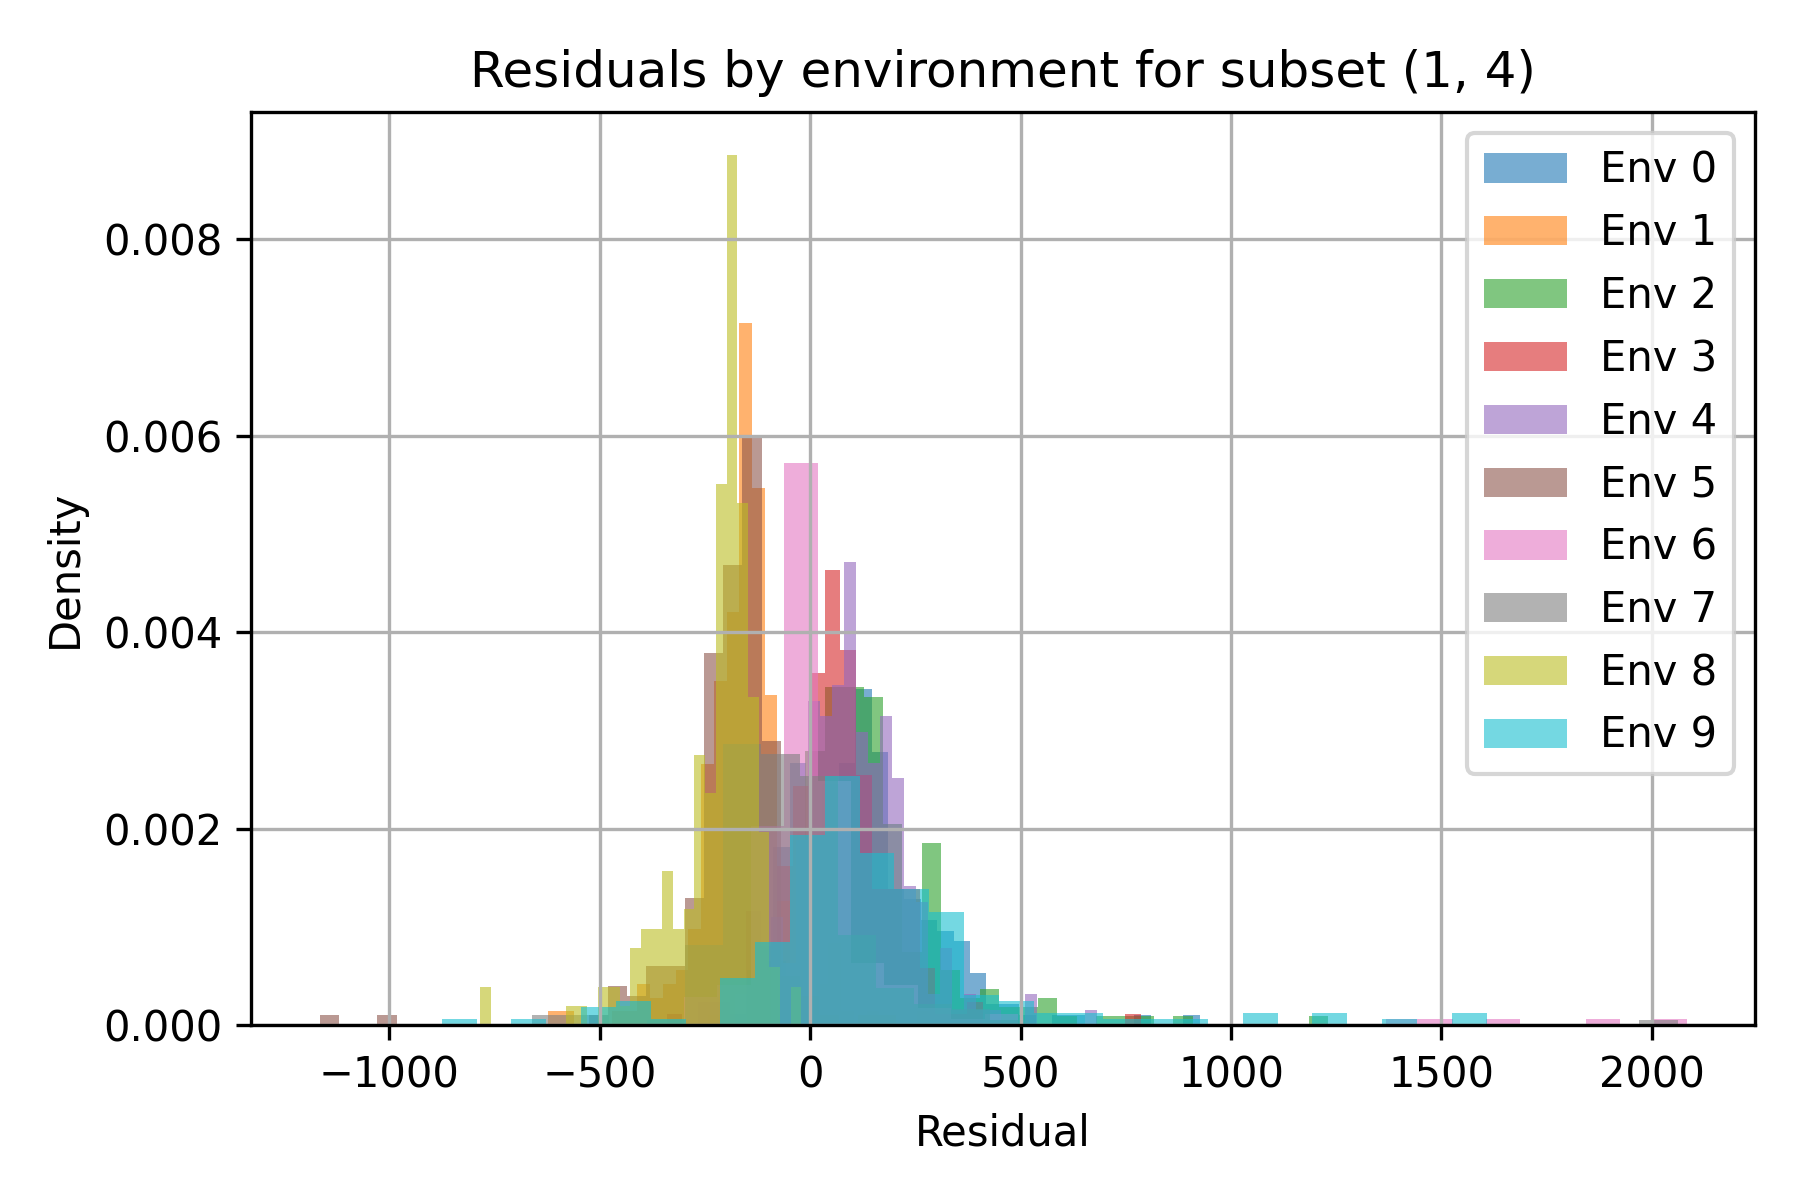 Residuals by environment for subset (1, 4)
Density
0.008
0.006
0.004
0.002
0.000
−1000
−500
0
500
1000
1500
2000
Residual
Env 0
Env 1
Env 2
Env 3
Env 4
Env 5
Env 6
Env 7
Env 8
Env 9